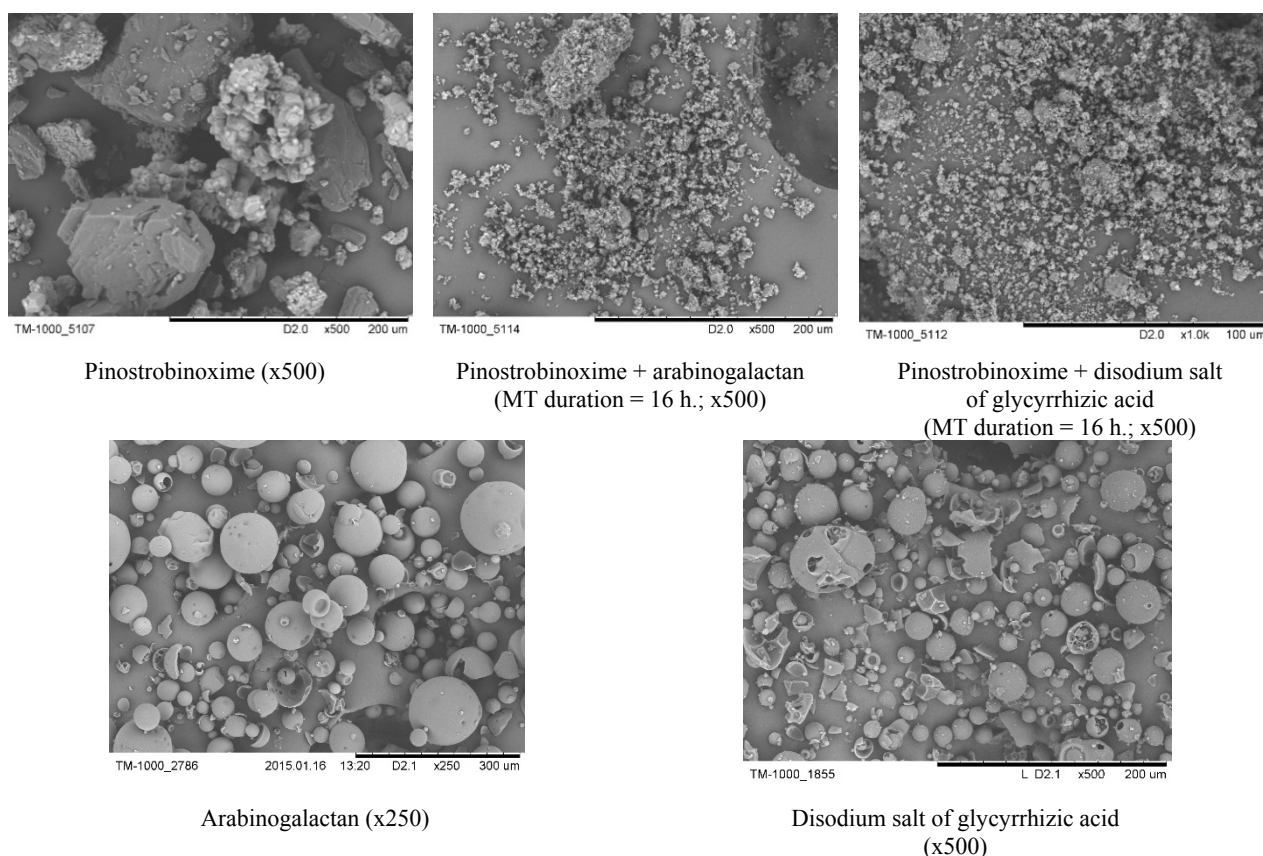 TM-1000_5107 D2.0 x500 200 um
TM-1000_5114 D2.0 x500 200 um
TM-1000_5112 D2.0 x1.0k 100 um
Pinostrobinoxime (x500)
Pinostrobinoxime + arabinogalactan
(MT duration = 16 h.; x500)
Pinostrobinoxime + disodium salt
of glycyrrhizic acid
(MT duration = 16 h.; x500)
TM-1000_2786 2015.01.16 13:20 D2.1 x250 300 um
TM-1000_1855 L D2.1 x500 200 um
Arabinogalactan (x250)
Disodium salt of glycyrrhizic acid
(x500)